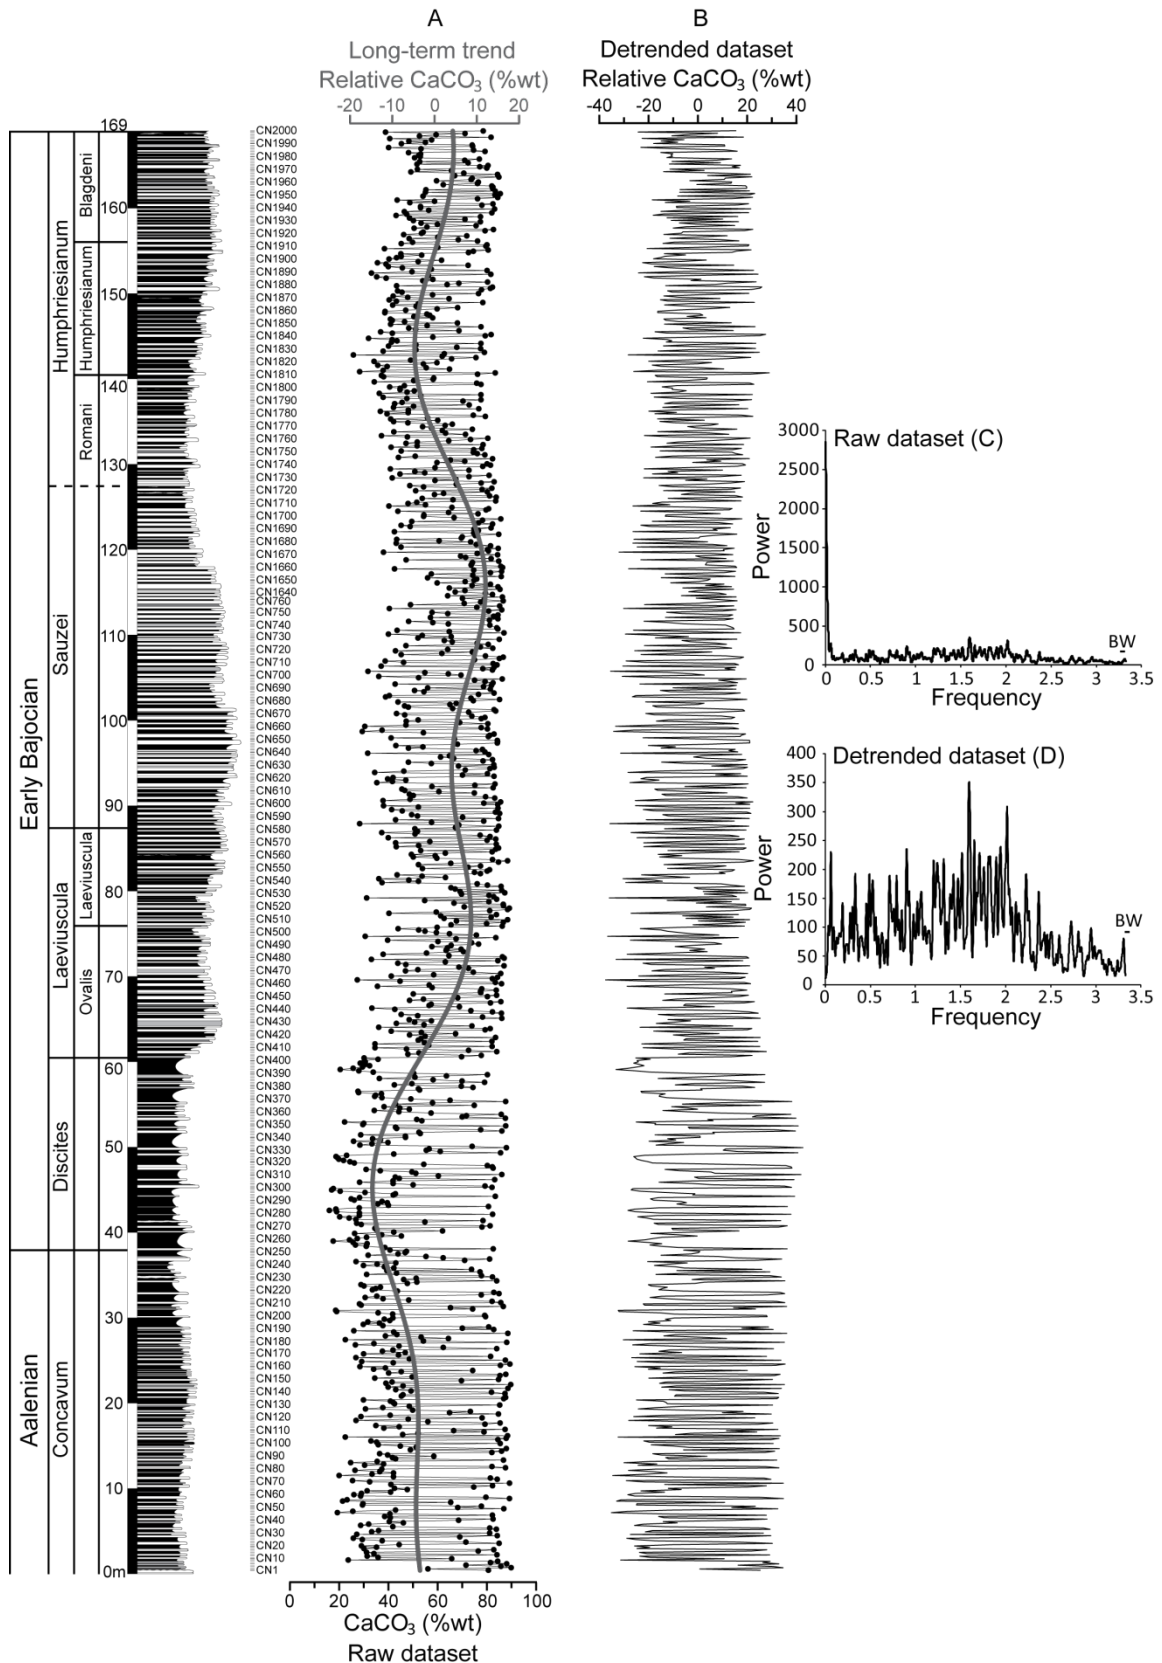 A
B
Long-term trend
Relative CaCO₃ (%wt)
-20 -10 0 10 20
Detrended dataset
Relative CaCO₃ (%wt)
-40 -20 0 20 40
Early Bajocian
Aalenian
Humphriesianum
Sauzei
Laeviuscula
Discites
Concavum
Blagdeni
Humphriesianum
Romani
Laeviuscula
Ovalis
169
160
150
140
130
120
110
100
90
80
70
60
50
40
30
20
10
0m
CN2000
CN1990
CN1980
CN1970
CN1960
CN1950
CN1940
CN1930
CN1920
CN1910
CN1900
CN1890
CN1880
CN1870
CN1860
CN1850
CN1840
CN1830
CN1820
CN1810
CN1800
CN1790
CN1780
CN1770
CN1760
CN1750
CN1740
CN1730
CN1720
CN1710
CN1700
CN1690
CN1680
CN1670
CN1660
CN1650
CN1640
CN760
CN750
CN740
CN730
CN720
CN710
CN700
CN690
CN680
CN670
CN660
CN650
CN640
CN630
CN620
CN610
CN600
CN590
CN580
CN570
CN560
CN550
CN540
CN530
CN520
CN510
CN500
CN490
CN480
CN470
CN460
CN450
CN440
CN430
CN420
CN410
CN400
CN390
CN380
CN370
CN360
CN350
CN340
CN330
CN320
CN310
CN300
CN290
CN280
CN270
CN260
CN250
CN240
CN230
CN220
CN210
CN200
CN190
CN180
CN170
CN160
CN150
CN140
CN130
CN120
CN110
CN100
CN90
CN80
CN70
CN60
CN50
CN40
CN30
CN20
CN10
CN1
0 20 40 60 80 100
CaCO₃ (%wt)
Raw dataset
Raw dataset (C)
Power
3000
2500
2000
1500
1000
500
0
BW
0 0.5 1 1.5 2 2.5 3 3.5
Frequency
Detrended dataset (D)
Power
400
350
300
250
200
150
100
50
0
BW
0 0.5 1 1.5 2 2.5 3 3.5
Frequency